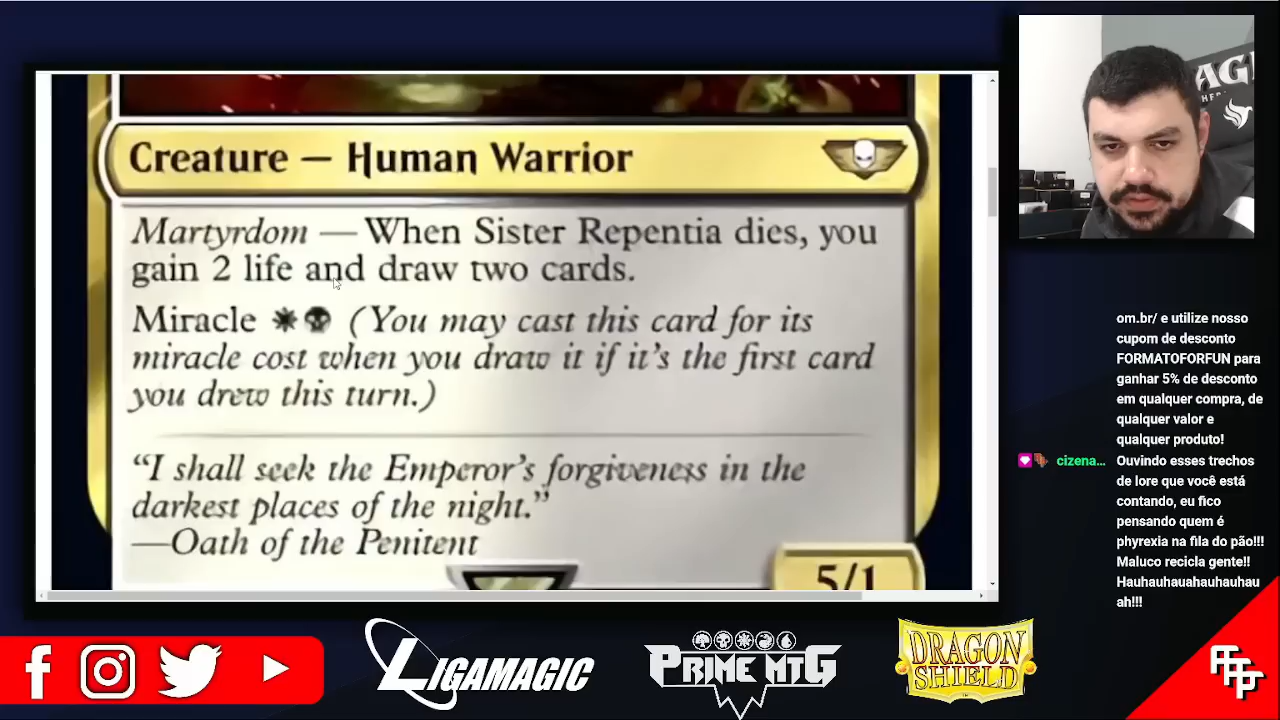 Creature — Human Warrior
Martyrdom — When Sister Repentia dies, you
gain 2 life and draw two cards.
Miracle (You may cast this card for its
miracle cost when you draw it if it's the first card
you drew this turn.)
"I shall seek the Emperor's forgiveness in the
darkest places of the night."
—Oath of the Penitent
5/1
AG
HER
om.br/ e utilize nosso
cupom de desconto
FORMATOFORFUN para
ganhar 5% de desconto
em qualquer compra, de
qualquer valor e
qualquer produto!
cizena... Ouvindo esses trechos
de lore que você está
contando, eu fico
pensando quem é
phyrexia na fila do pão!!!
Maluco recicla gente!!
Hauhauhauahauhauhau
ah!!!
LIGAMAGIC
PRIME MTG
DRAGON
SHIELD
FFF